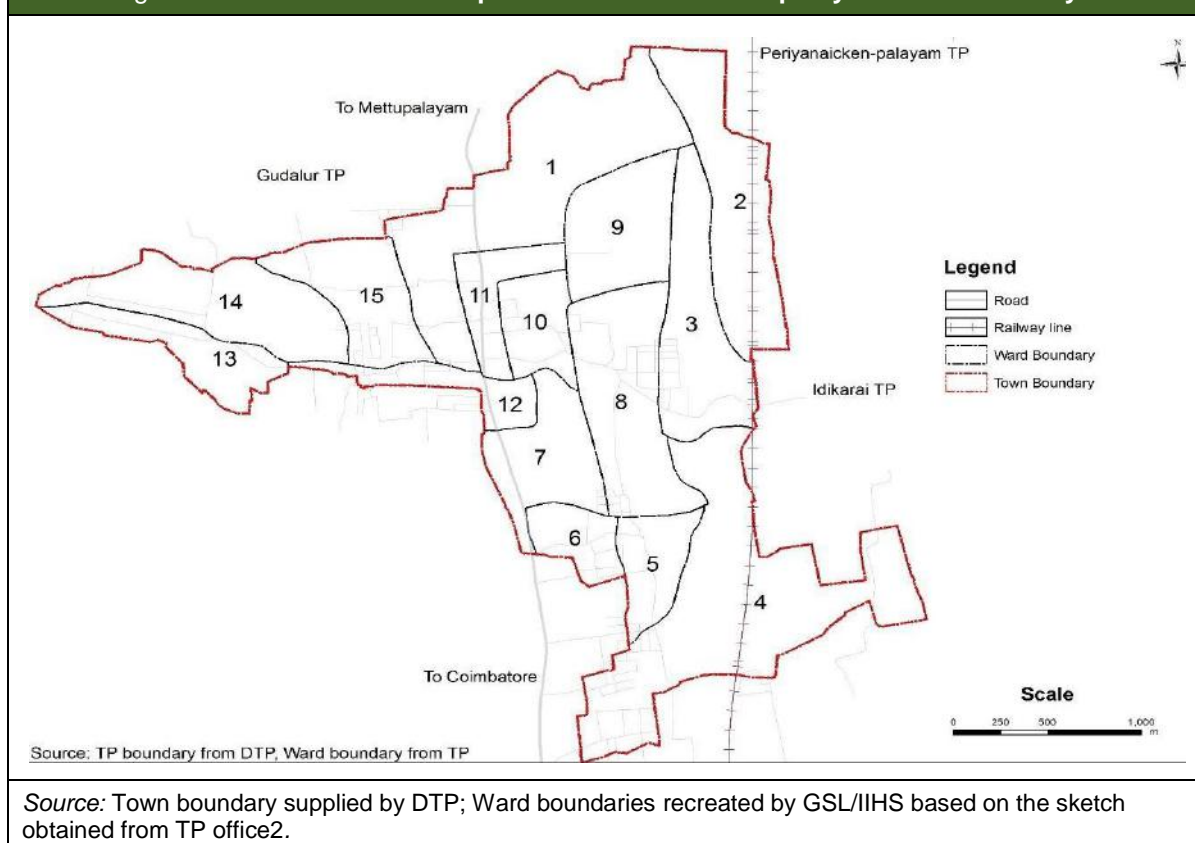 Periyanaicken-palayam TP
N
To Mettupalayam
Gudalur TP
1
2
9
14
15
11
10
3
13
12
8
Idikarai TP
7
6
5
4
To Coimbatore
Legend
Road
Railway line
Ward Boundary
Town Boundary
Scale
0 250 500 1,000
m
Source: TP boundary from DTP, Ward boundary from TP
Source: Town boundary supplied by DTP; Ward boundaries recreated by GSL/IIHS based on the sketch
obtained from TP office2.